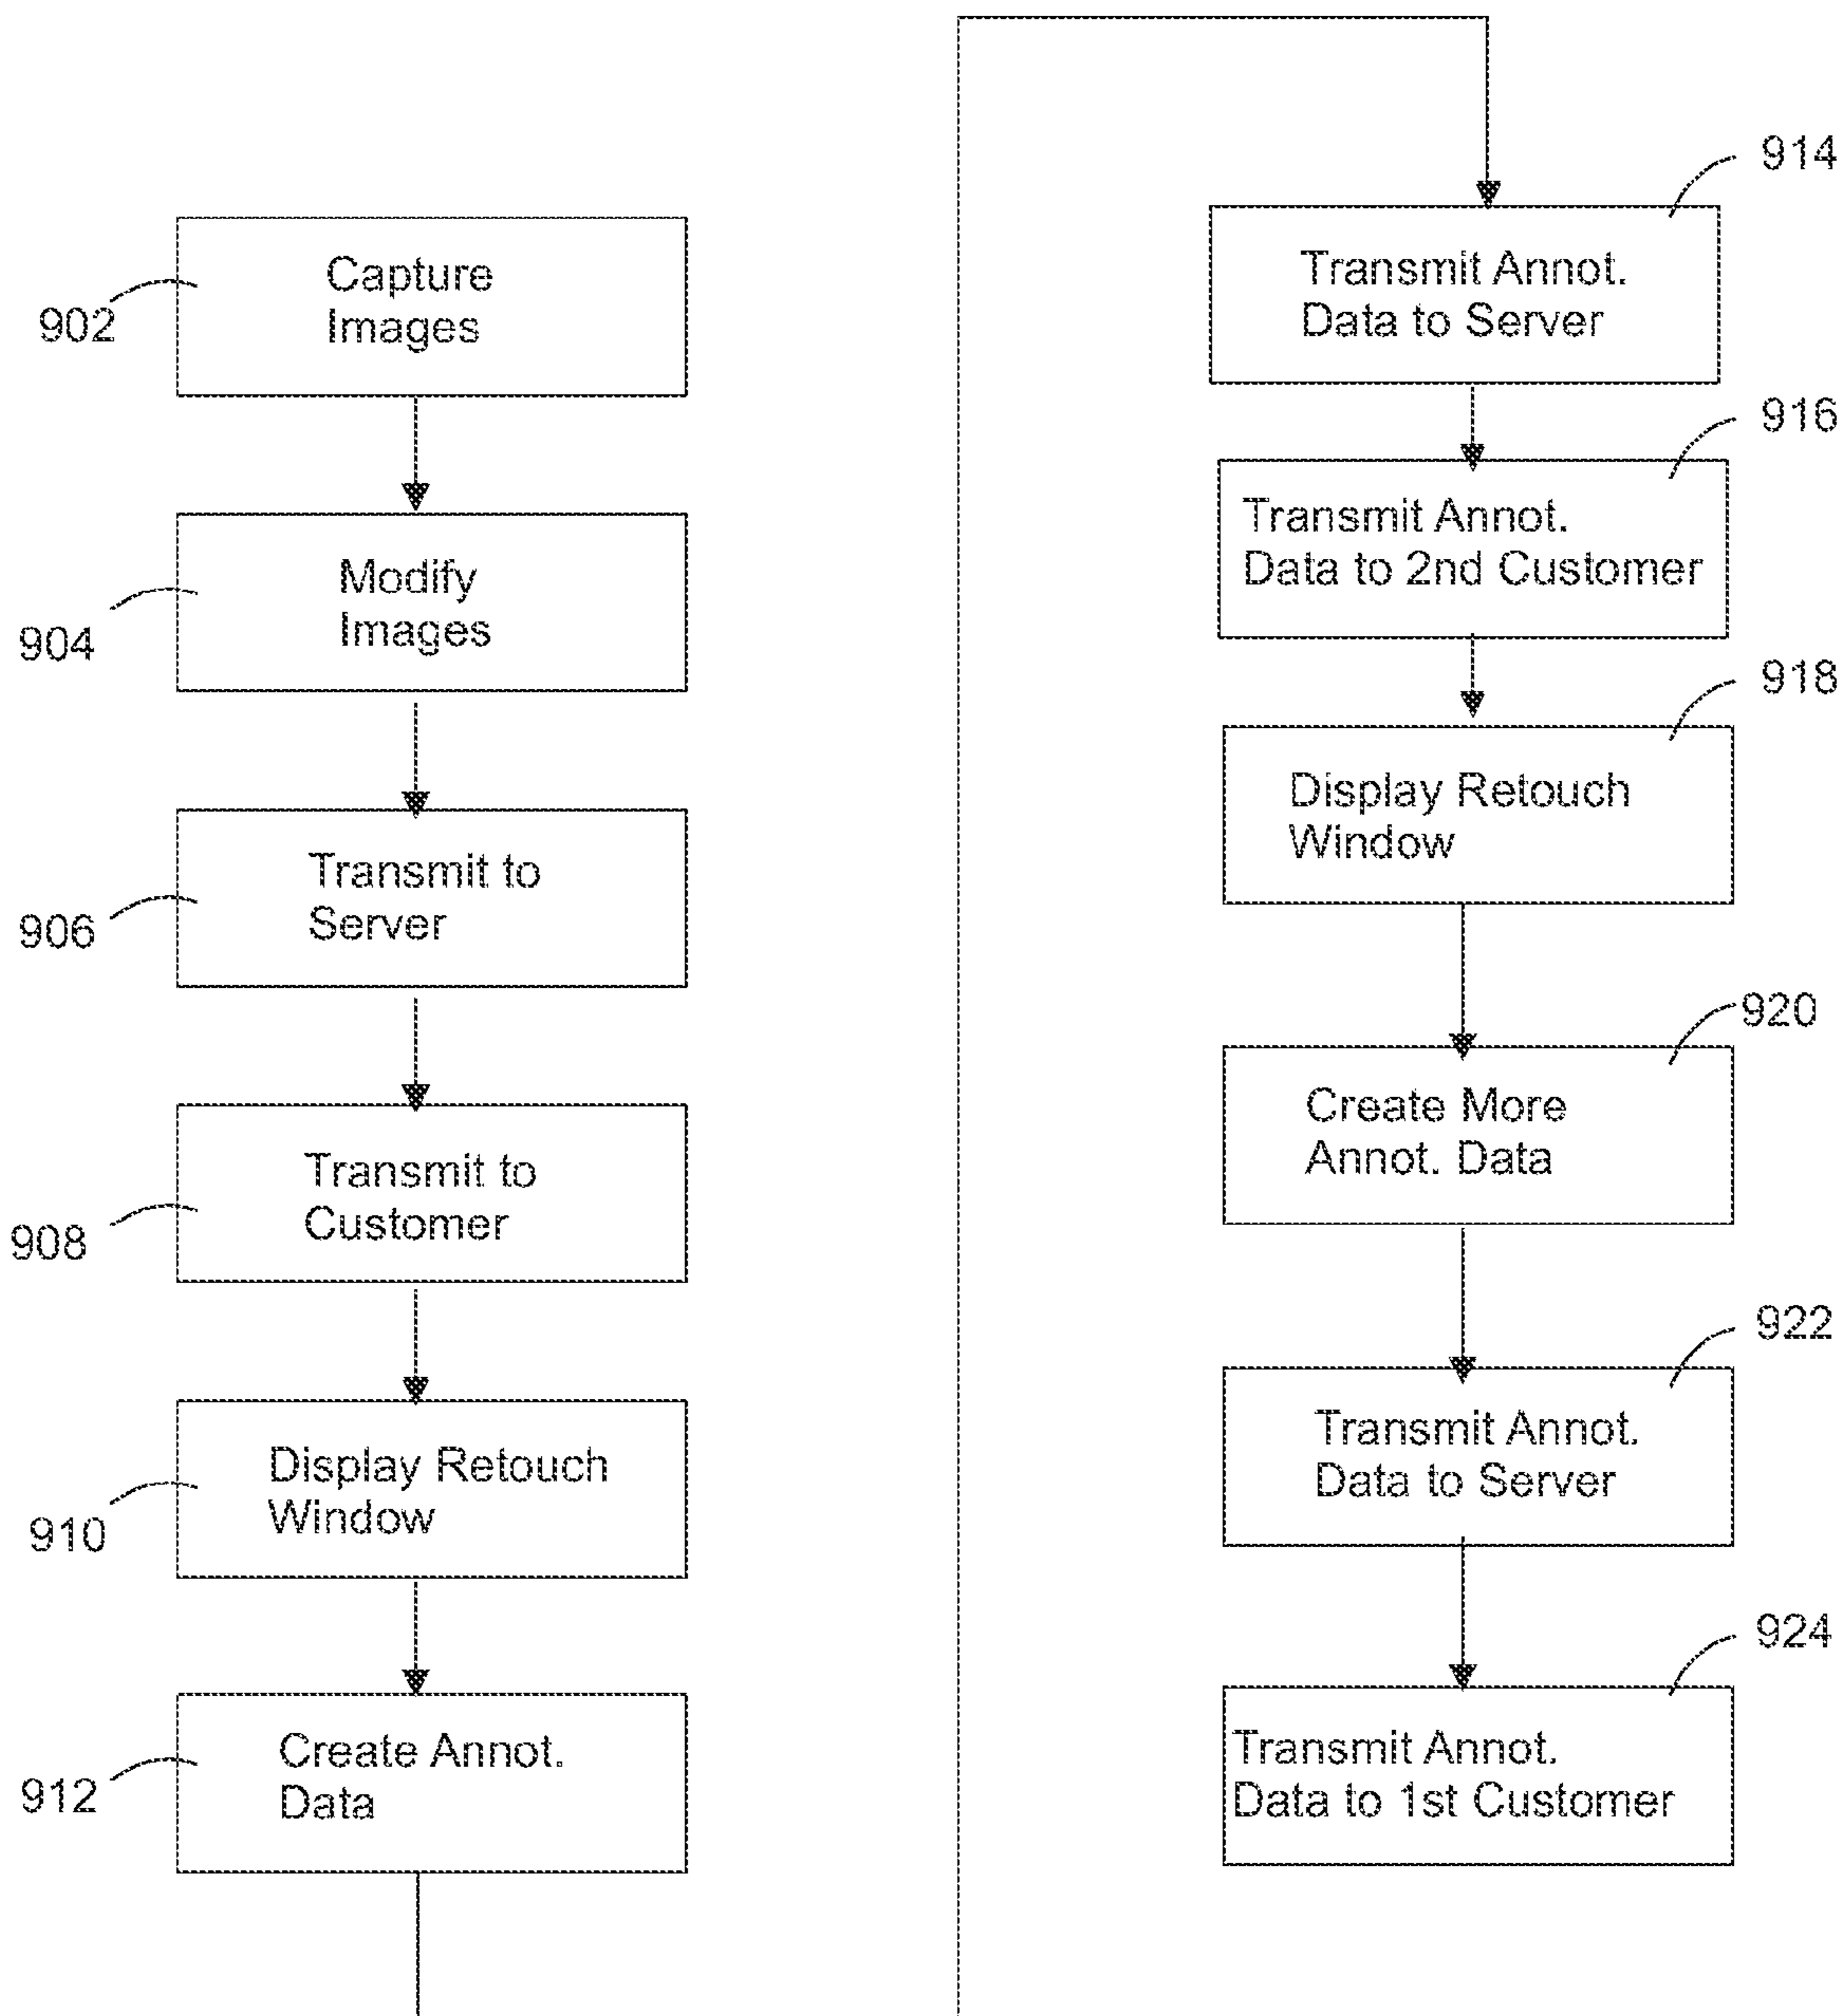 902
Capture
Images
904
Modify
Images
906
Transmit to
Server
908
Transmit to
Customer
910
Display Retouch
Window
912
Create Annot.
Data
914
Transmit Annot.
Data to Server
916
Transmit Annot.
Data to 2nd Customer
918
Display Retouch
Window
920
Create More
Annot. Data
922
Transmit Annot.
Data to Server
924
Transmit Annot.
Data to 1st Customer